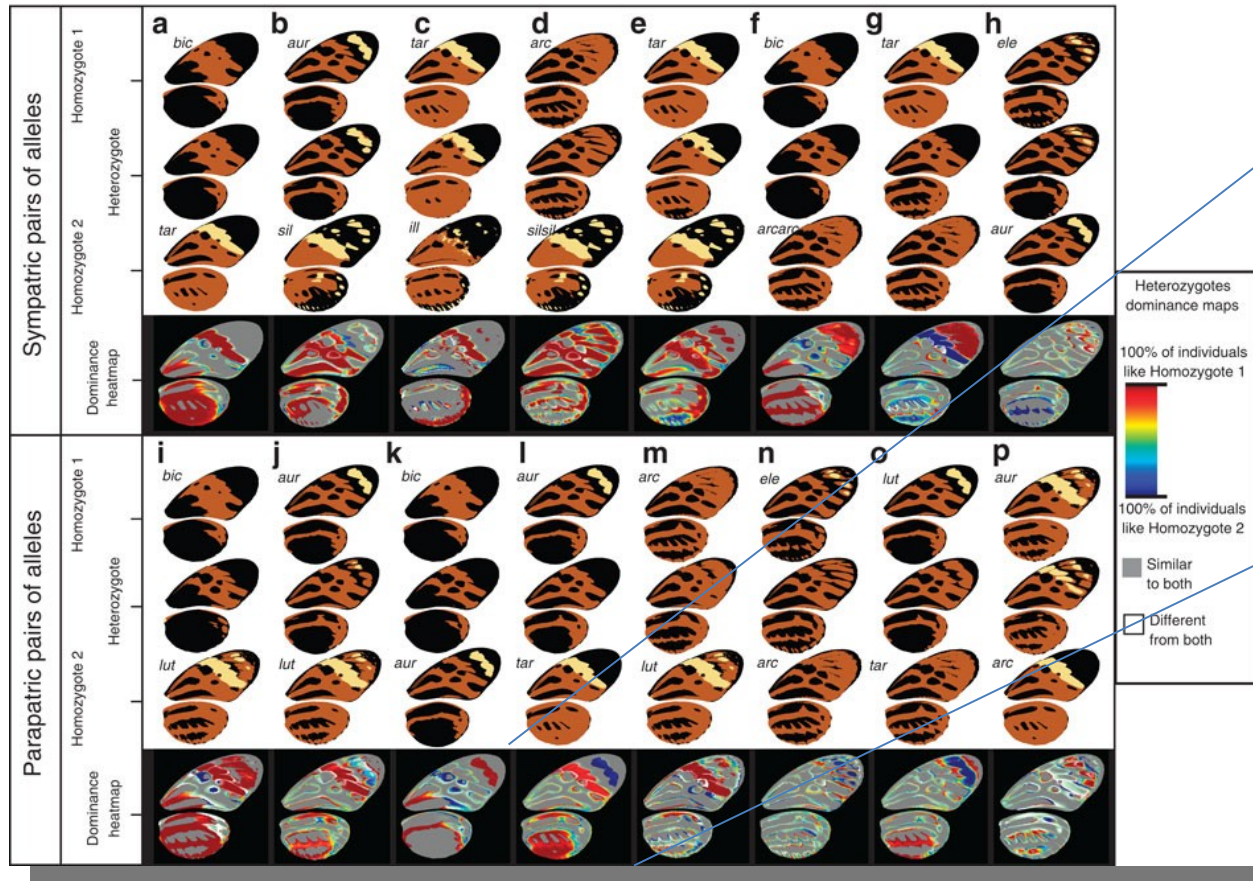 a b c d e f g h
bic aur tar arc tar bic tar ele
tar sil ill silsil arcarc aur
Sympatric pairs of alleles
Homozygote 1
Heterozygote
Homozygote 2
Dominance
heatmap
i j k l m n o p
bic aur bic aur arc ele lut aur
lut lut aur tar lut arc tar arc
Parapatric pairs of alleles
Homozygote 1
Heterozygote
Homozygote 2
Dominance
heatmap
Heterozygotes
dominance maps
100% of individuals
like Homozygote 1
100% of individuals
like Homozygote 2
Similar
to both
Different
from both